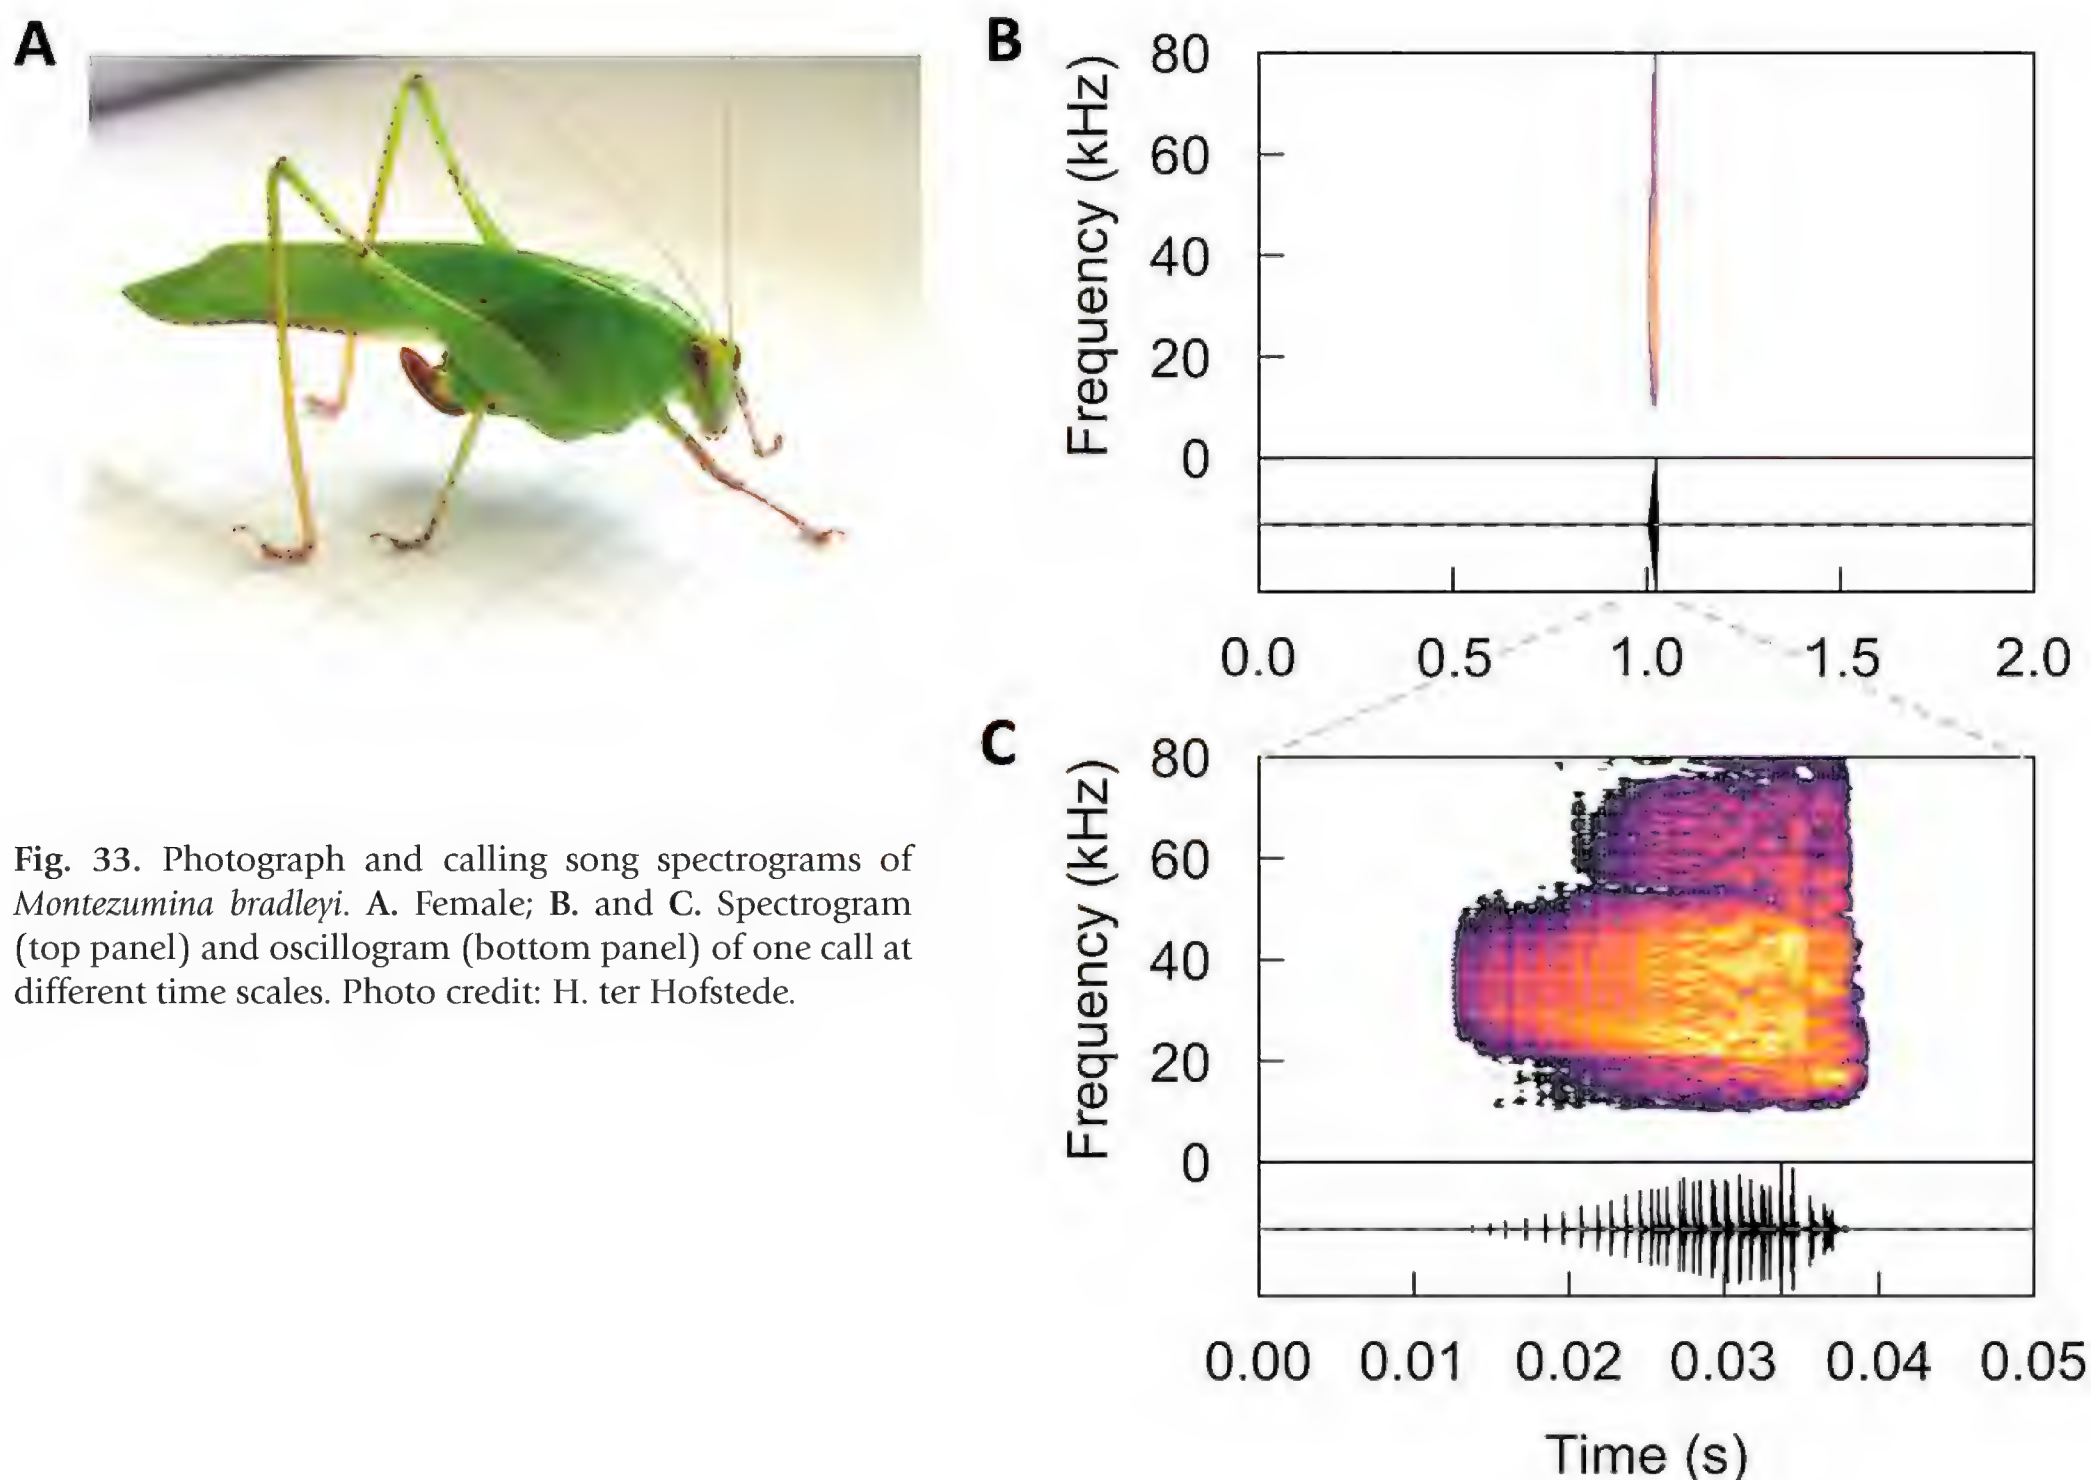 A
B
80
60
40
20
0
Frequency (kHz)
0.0 0.5 1.0 1.5 2.0
C
80
60
40
20
0
Frequency (kHz)
0.00 0.01 0.02 0.03 0.04 0.05
Time (s)
Fig. 33. Photograph and calling song spectrograms of
Montezumina bradleyi. A. Female; B. and C. Spectrogram
(top panel) and oscillogram (bottom panel) of one call at
different time scales. Photo credit: H. ter Hofstede.